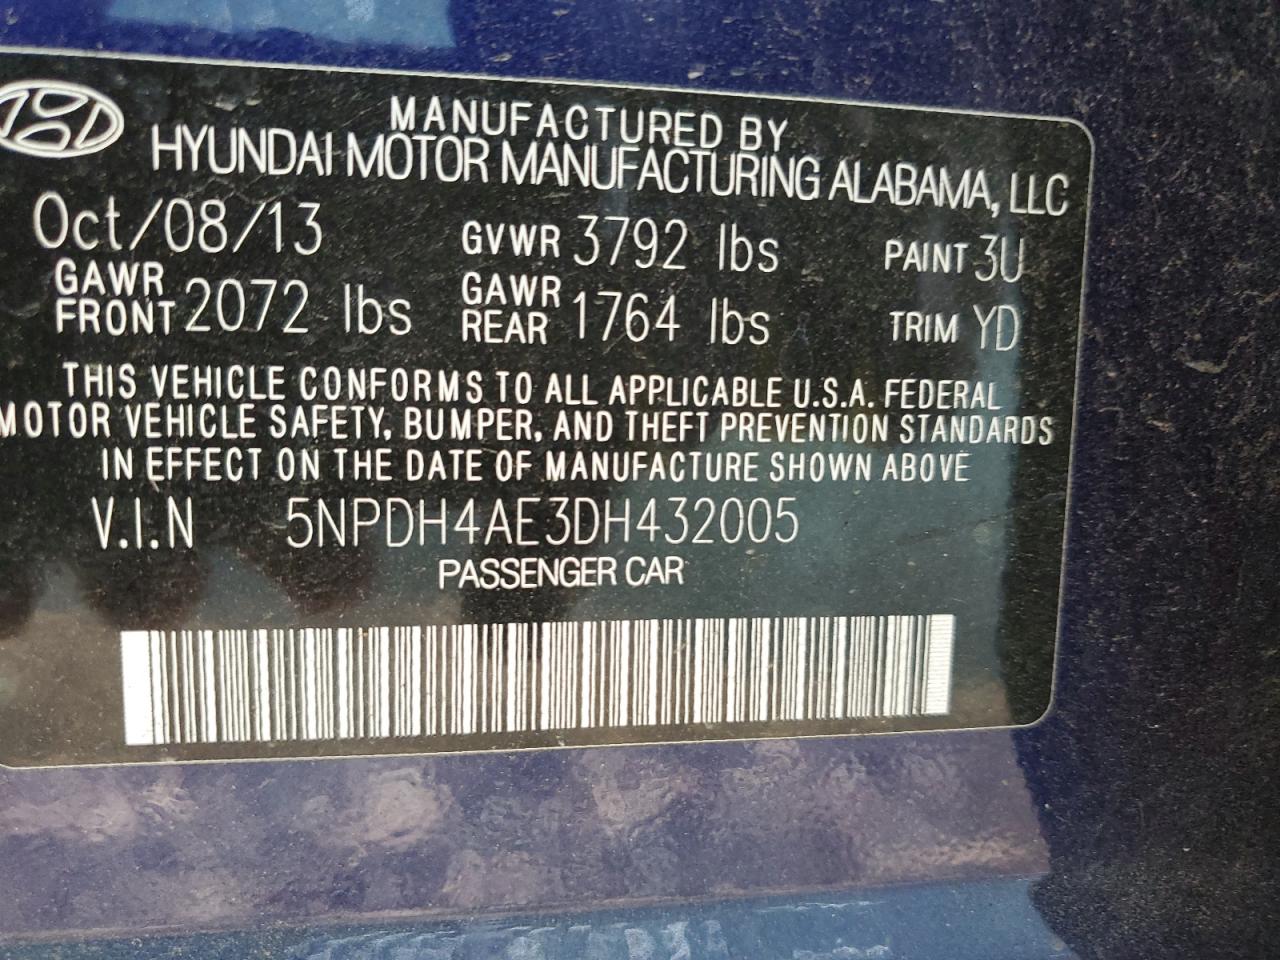 MANUFACTURED BY
HYUNDAI MOTOR MANUFACTURING ALABAMA, LLC
Oct/08/13 GVWR 3792 lbs PAINT 3U
GAWR FRONT 2072 lbs GAWR REAR 1764 lbs TRIM YD
THIS VEHICLE CONFORMS TO ALL APPLICABLE U.S.A. FEDERAL
MOTOR VEHICLE SAFETY, BUMPER, AND THEFT PREVENTION STANDARDS
IN EFFECT ON THE DATE OF MANUFACTURE SHOWN ABOVE
V.I.N 5NPDH4AE3DH432005
PASSENGER CAR